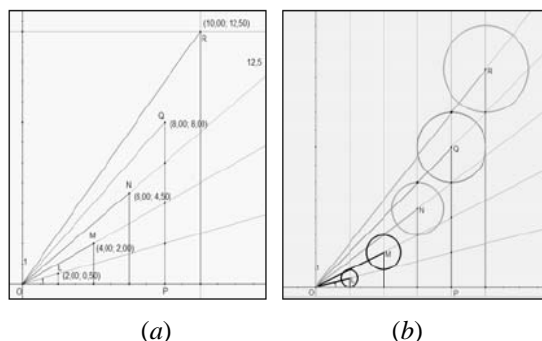 (10,00; 12,50)
R
12,5
Q
(8,00; 8,00)
N
(6,00; 4,50)
M
(4,00; 2,00)
1
L
(2,00; 0,50)
1
O
P
R
Q
N
M
1
O
P
(a)
(b)